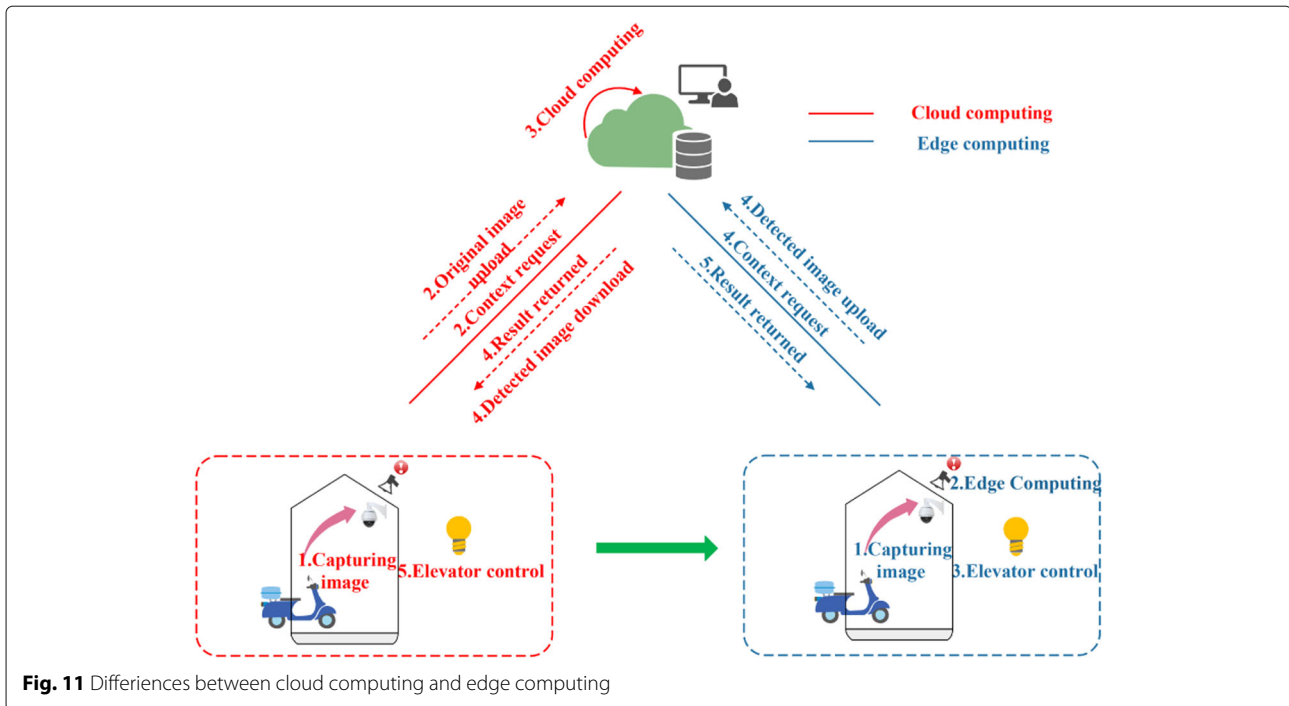 3.Cloud computing
Cloud computing
Edge computing
2.Original image
upload
2.Context request
4.Result returned
4.Detected image download
4.Detected image upload
4.Context request
5.Result returned
1.Capturing
image
5.Elevator control
2.Edge Computing
1.Capturing
image
3.Elevator control
Fig. 11 Differiences between cloud computing and edge computing